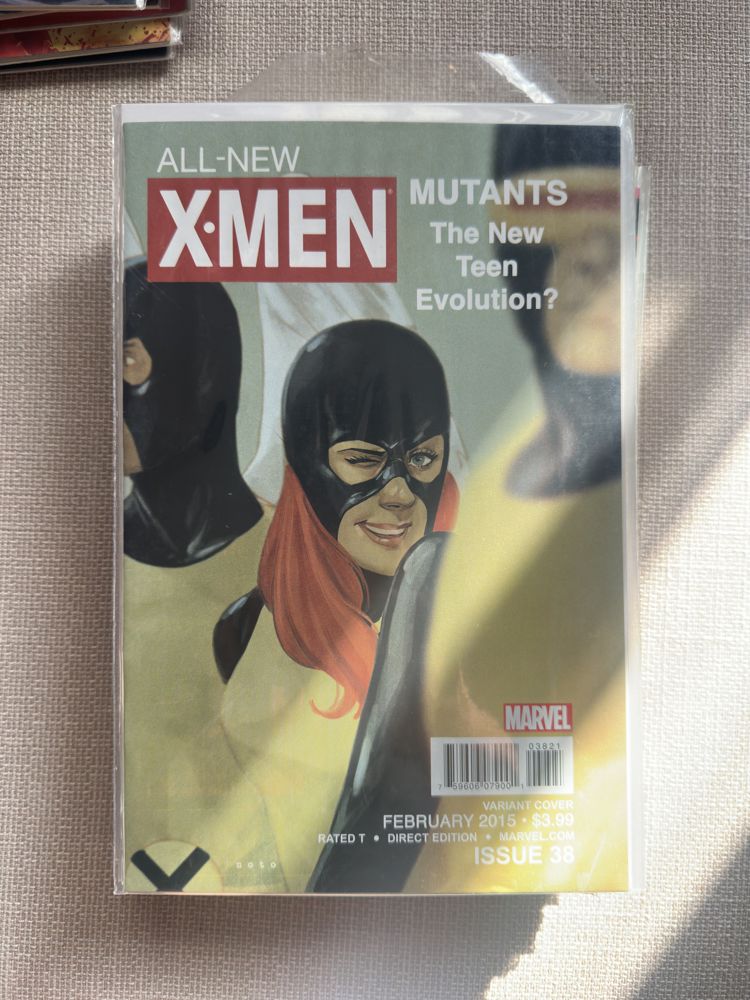 ALL-NEW
X•MEN®
MUTANTS
The New
Teen
Evolution?
MARVEL
03821
7 59606 07900 1
VARIANT COVER
FEBRUARY 2015 • $3.99
RATED T • DIRECT EDITION • MARVEL.COM
ISSUE 38
soto